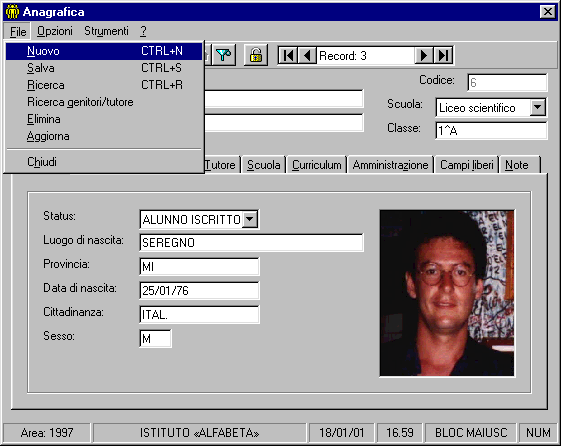 Anagrafica
File Opzioni Strumenti ?
Nuovo CTRL+N
Salva CTRL+S
Ricerca CTRL+R
Ricerca genitori/tutore
Elimina
Aggiorna
Chiudi
Record: 3
Codice: 6
Scuola: Liceo scientifico
Classe: 1^A
Tutore Scuola Curriculum Amministrazione Campi liberi Note
Status: ALUNNO ISCRITTO
Luogo di nascita: SEREGNO
Provincia: MI
Data di nascita: 25/01/76
Cittadinanza: ITAL.
Sesso: M
Area: 1997 ISTITUTO «ALFABETA» 18/01/01 16.59 BLOC MAIUSC NUM